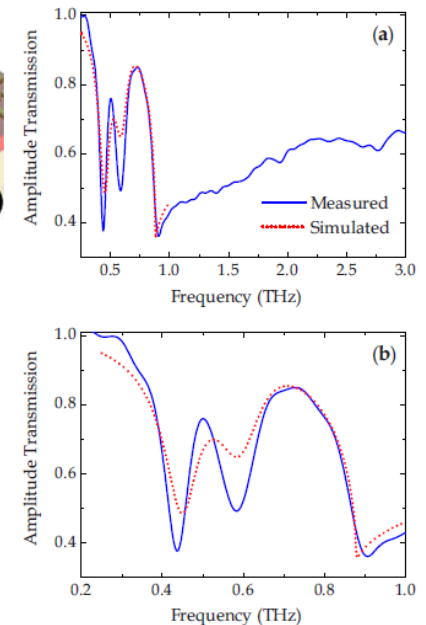 (a)
Amplitude Transmission
1.0
0.8
0.6
0.4
Measured
Simulated
0.5 1.0 1.5 2.0 2.5 3.0
Frequency (THz)
(b)
Amplitude Transmission
1.0
0.8
0.6
0.4
0.2 0.4 0.6 0.8 1.0
Frequency (THz)